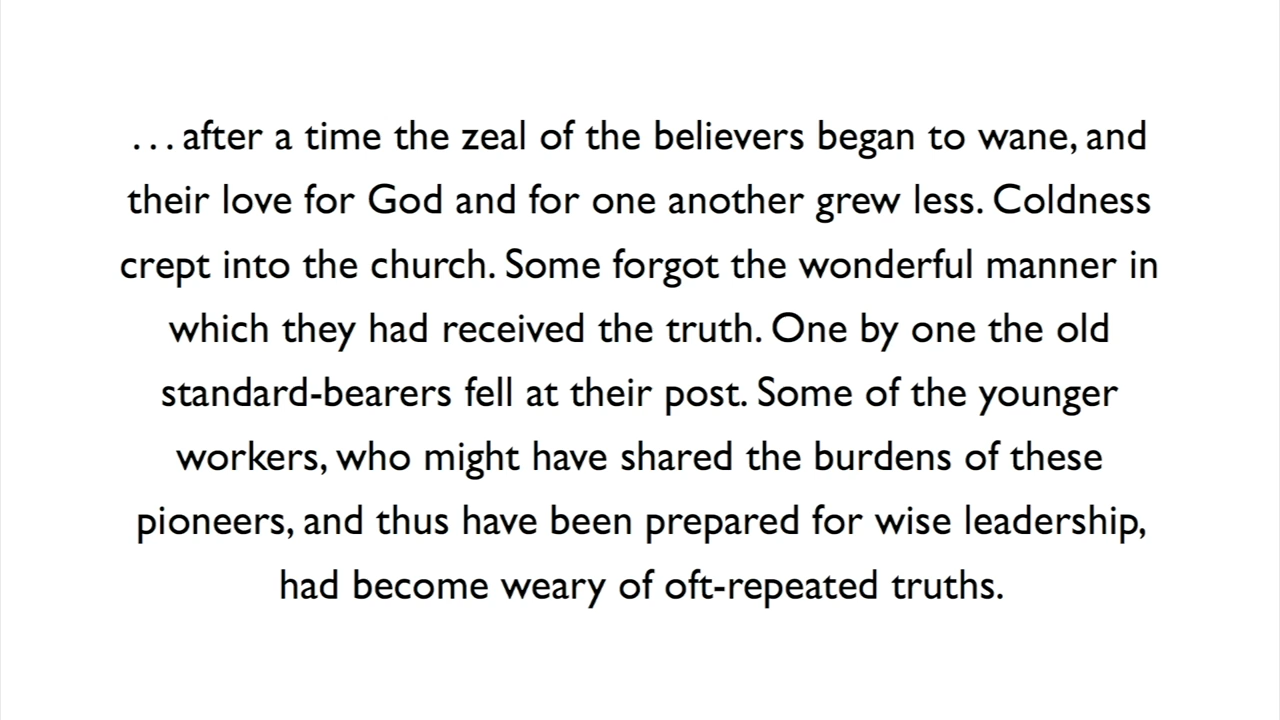 ... after a time the zeal of the believers began to wane, and
their love for God and for one another grew less. Coldness
crept into the church. Some forgot the wonderful manner in
which they had received the truth. One by one the old
standard-bearers fell at their post. Some of the younger
workers, who might have shared the burdens of these
pioneers, and thus have been prepared for wise leadership,
had become weary of oft-repeated truths.